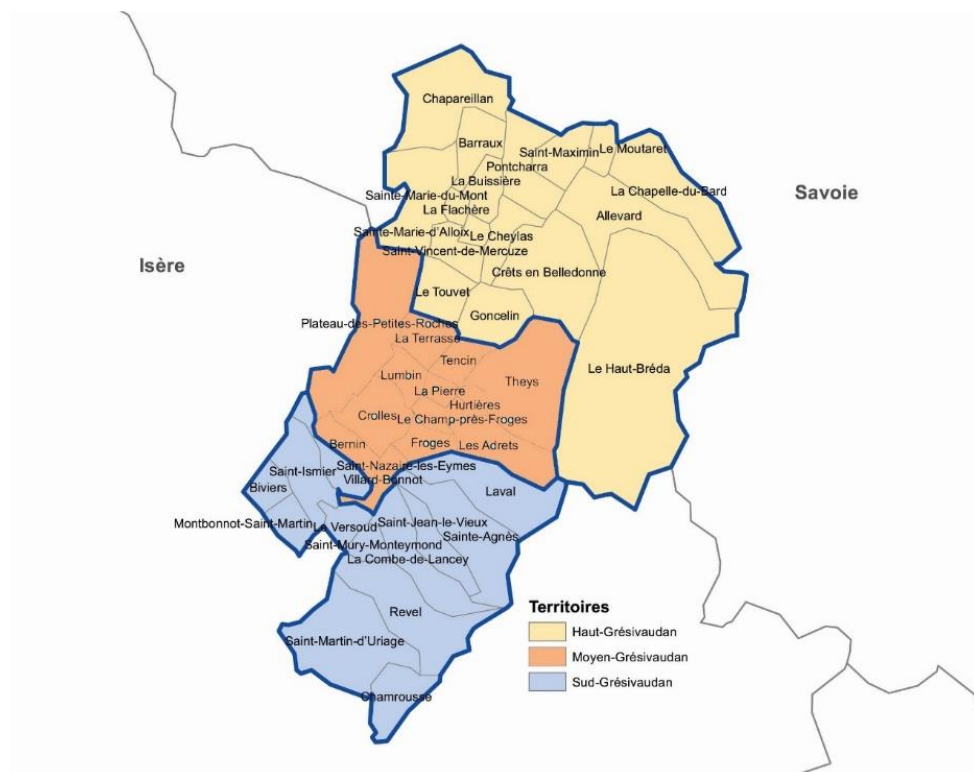 Chapareillan
Barraux
Saint-Maximin
Le Moutaret
Pontcharra
La Buissière
La Chapelle-du-Bard
Savoie
Sainte-Marie-du-Mont
La Flachère
Allevard
Sainte-Marie-d'Alloix
Le Cheylas
Saint-Vincent-de-Mercuze
Isère
Crêts en Belledonne
Le Touvet
Goncelin
Plateau-des-Petites-Roches
La Terrasse
Tencin
Le Haut-Bréda
Lumbin
Theys
La Pierre
Hurtières
Crolles
Le Champ-près-Froges
Bernin
Froges
Les Adrets
Saint-Nazaire-les-Eymes
Saint-Ismier
Villard-Bonnot
Biviers
Laval
Montbonnot-Saint-Martin
Le Versoud
Saint-Jean-le-Vieux
Sainte-Agnès
Saint-Mury-Monteymond
La Combe-de-Lancey
Revel
Saint-Martin-d'Uriage
Chamrousse
Territoires
Haut-Grésivaudan
Moyen-Grésivaudan
Sud-Grésivaudan